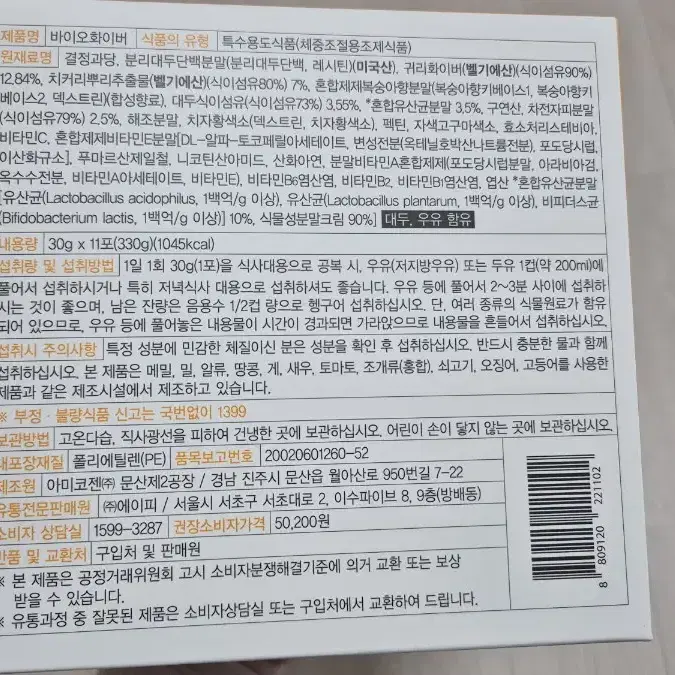 제품명 바이오화이버 식품의 유형 특수용도식품(체중조절용조제식품)
원재료명 결정과당, 분리대두단백분말(분리대두단백, 레시틴)(미국산), 귀리화이버(벨기에산)(식이섬유90%)
12.84%, 치커리뿌리추출물(벨기에산)(식이섬유80%) 7%, 혼합제제복숭아향분말(복숭아향키베이스1, 복숭아향키
베이스2, 덱스트린)(합성향료), 대두식이섬유(식이섬유73%) 3.55%, *혼합유산균분말 3.5%, 구연산, 차전자피분말
(식이섬유79%) 2.5%, 해조분말, 치자황색소(덱스트린, 치자황색소), 펙틴, 자색고구마색소, 효소처리스테비아,
비타민C, 혼합제제비타민E분말[DL-알파-토코페릴아세테이트, 변성전분(옥테닐호박산나트륨전분), 포도당시럽,
이산화규소], 푸마르산제일철, 니코틴산아미드, 산화아연, 분말비타민A혼합제제(포도당시럽분말, 아라비아검,
옥수수전분, 비타민A아세테이트, 비타민E), 비타민B6염산염, 비타민B2, 비타민B1염산염, 엽산 *혼합유산균분말
[유산균(Lactobacillus acidophilus, 1백억/g 이상), 유산균(Lactobacillus plantarum, 1백억/g 이상), 비피더스균
(Bifidobacterium lactis, 1백억/g 이상)] 10%, 식물성분말크림 90%] 대두, 우유 함유
내용량 30g x 11포(330g)(1045kcal)
섭취량 및 섭취방법 1일 1회 30g(1포)을 식사대용으로 공복 시, 우유(저지방우유) 또는 두유 1컵(약 200ml)에
풀어서 섭취하시거나 특히 저녁식사 대용으로 섭취하셔도 좋습니다. 우유 등에 풀어서 2~3분 사이에 섭취하
시는 것이 좋으며, 남은 잔량은 음용수 1/2컵 량으로 헹구어 섭취하십시오. 단, 여러 종류의 식물원료가 함유
되어 있으므로, 우유 등에 풀어놓은 내용물이 시간이 경과되면 가라앉으므로 내용물을 흔들어서 섭취하십시오.
섭취시 주의사항 특정 성분에 민감한 체질이신 분은 성분을 확인 후 섭취하십시오. 반드시 충분한 물과 함께
섭취하십시오. 본 제품은 메밀, 밀, 알류, 땅콩, 게, 새우, 토마토, 조개류(홍합), 쇠고기, 오징어, 고등어를 사용한
제품과 같은 제조시설에서 제조하고 있습니다.
※ 부정·불량식품 신고는 국번없이 1399
보관방법 고온다습, 직사광선을 피하여 건냉한 곳에 보관하십시오. 어린이 손이 닿지 않는 곳에 보관하십시오.
내포장재질 폴리에틸렌(PE) 품목보고번호 20020601260-52
제조원 아미코젠㈜ 문산제2공장 / 경남 진주시 문산읍 월아산로 950번길 7-22
유통전문판매원 ㈜에이피 / 서울시 서초구 서초대로 2, 이수파이브 8, 9층(방배동)
소비자 상담실 1599-3287 권장소비자가격 50,200원
반품 및 교환처 구입처 및 판매원
※ 본 제품은 공정거래위원회 고시 소비자분쟁해결기준에 의거 교환 또는 보상
받을 수 있습니다.
※ 유통과정 중 잘못된 제품은 소비자상담실 또는 구입처에서 교환하여 드립니다.
8 809120 221102